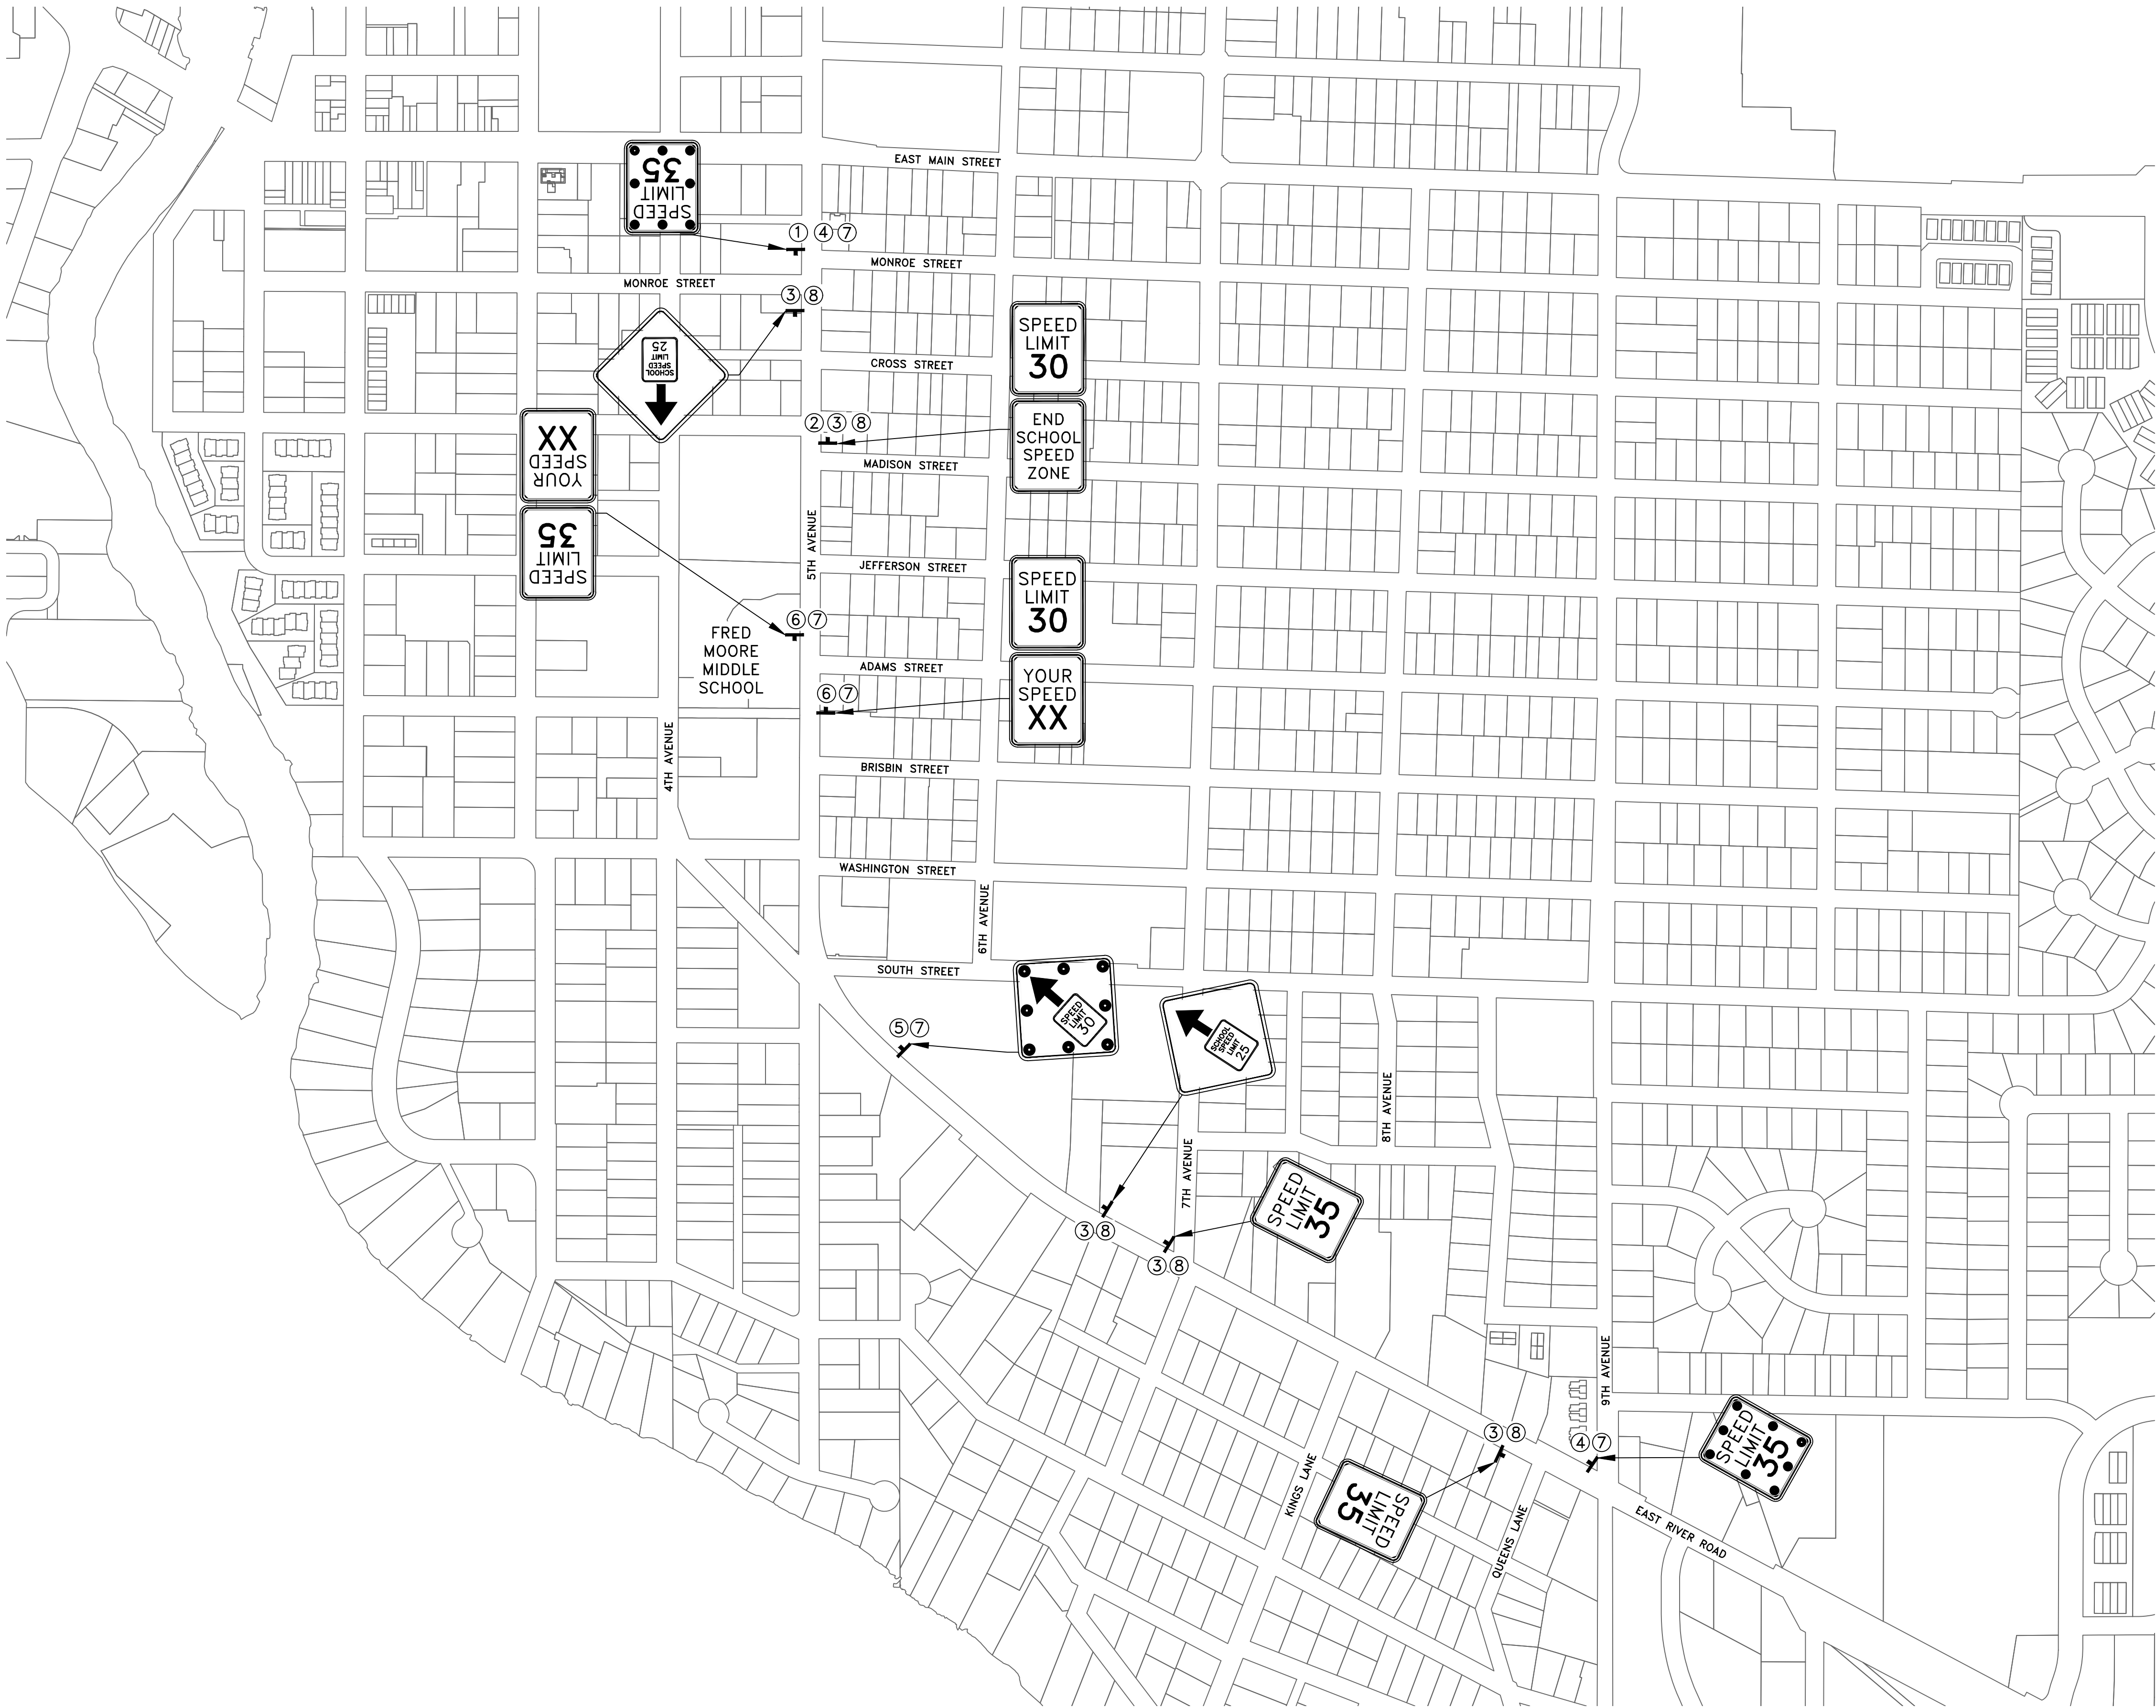 EAST MAIN STREET
SPEED
LIMIT
35
① ④ ⑦
MONROE STREET
MONROE STREET
③ ⑧
SCHOOL
SPEED
LIMIT
25
CROSS STREET
SPEED
LIMIT
30
END
SCHOOL
SPEED
ZONE
② ③ ⑧
MADISON STREET
YOUR
SPEED
XX
SPEED
LIMIT
35
5TH AVENUE
JEFFERSON STREET
SPEED
LIMIT
30
YOUR
SPEED
XX
⑥ ⑦
FRED
MOORE
MIDDLE
SCHOOL
ADAMS STREET
⑥ ⑦
4TH AVENUE
BRISBIN STREET
WASHINGTON STREET
6TH AVENUE
SOUTH STREET
SPEED
LIMIT
30
SCHOOL
SPEED
LIMIT
25
⑤ ⑦
8TH AVENUE
7TH AVENUE
SPEED
LIMIT
35
③ ⑧
③ ⑧
9TH AVENUE
SPEED
LIMIT
35
③ ⑧
④ ⑦
KINGS LANE
SPEED
LIMIT
35
QUEENS LANE
EAST RIVER ROAD